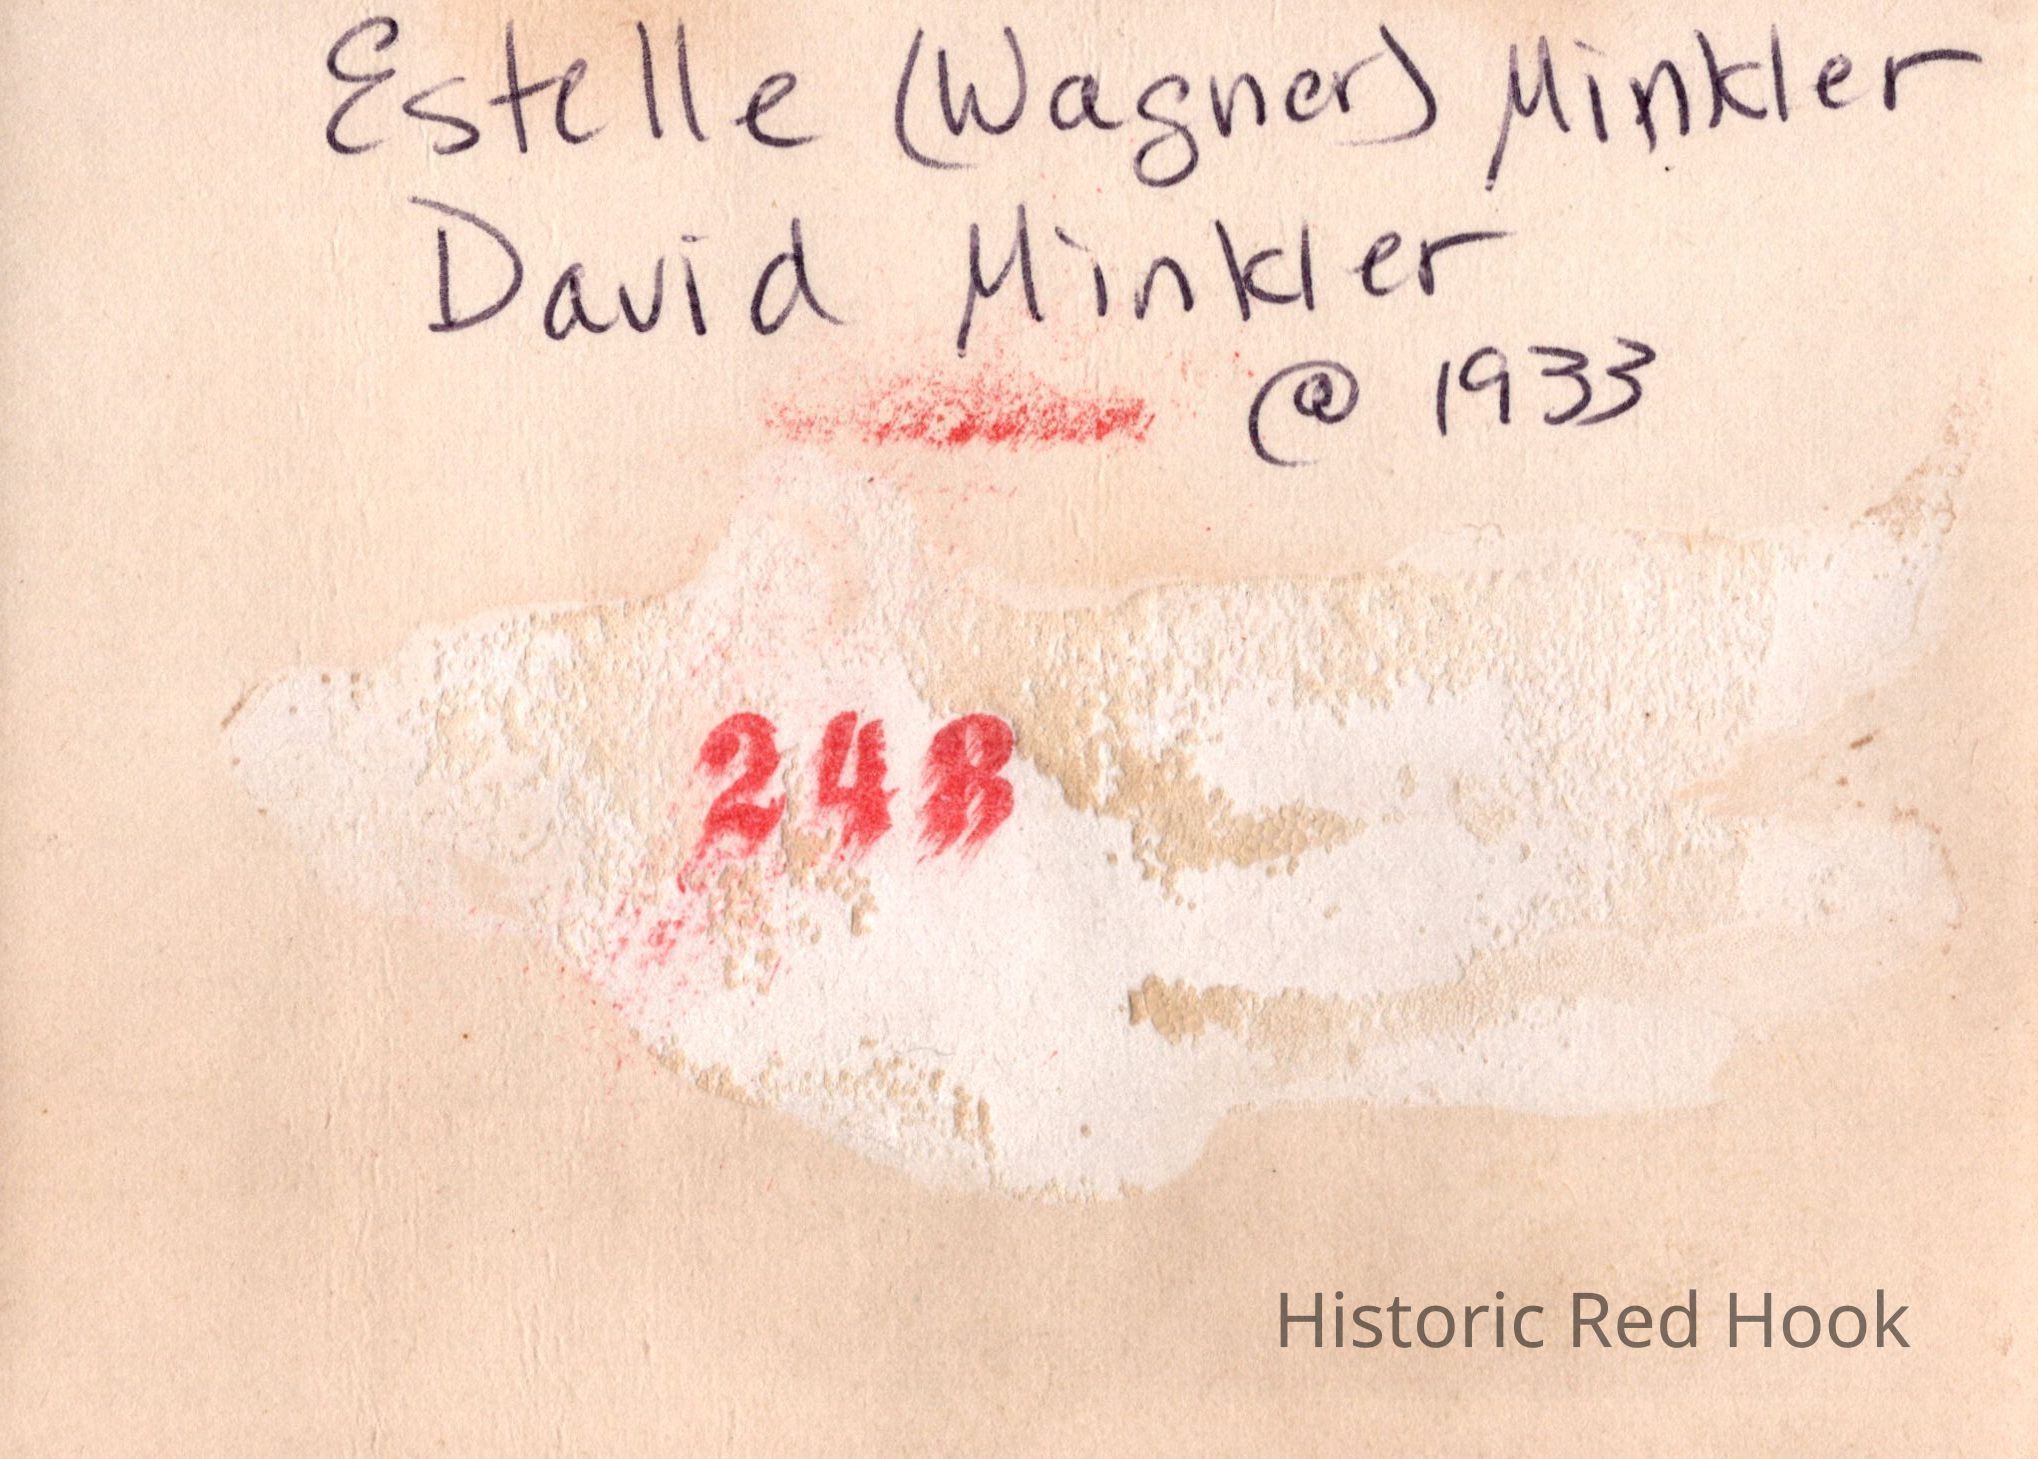 Estelle (Wagner) Minkler
David Minkler
@ 1933
248
Historic Red Hook